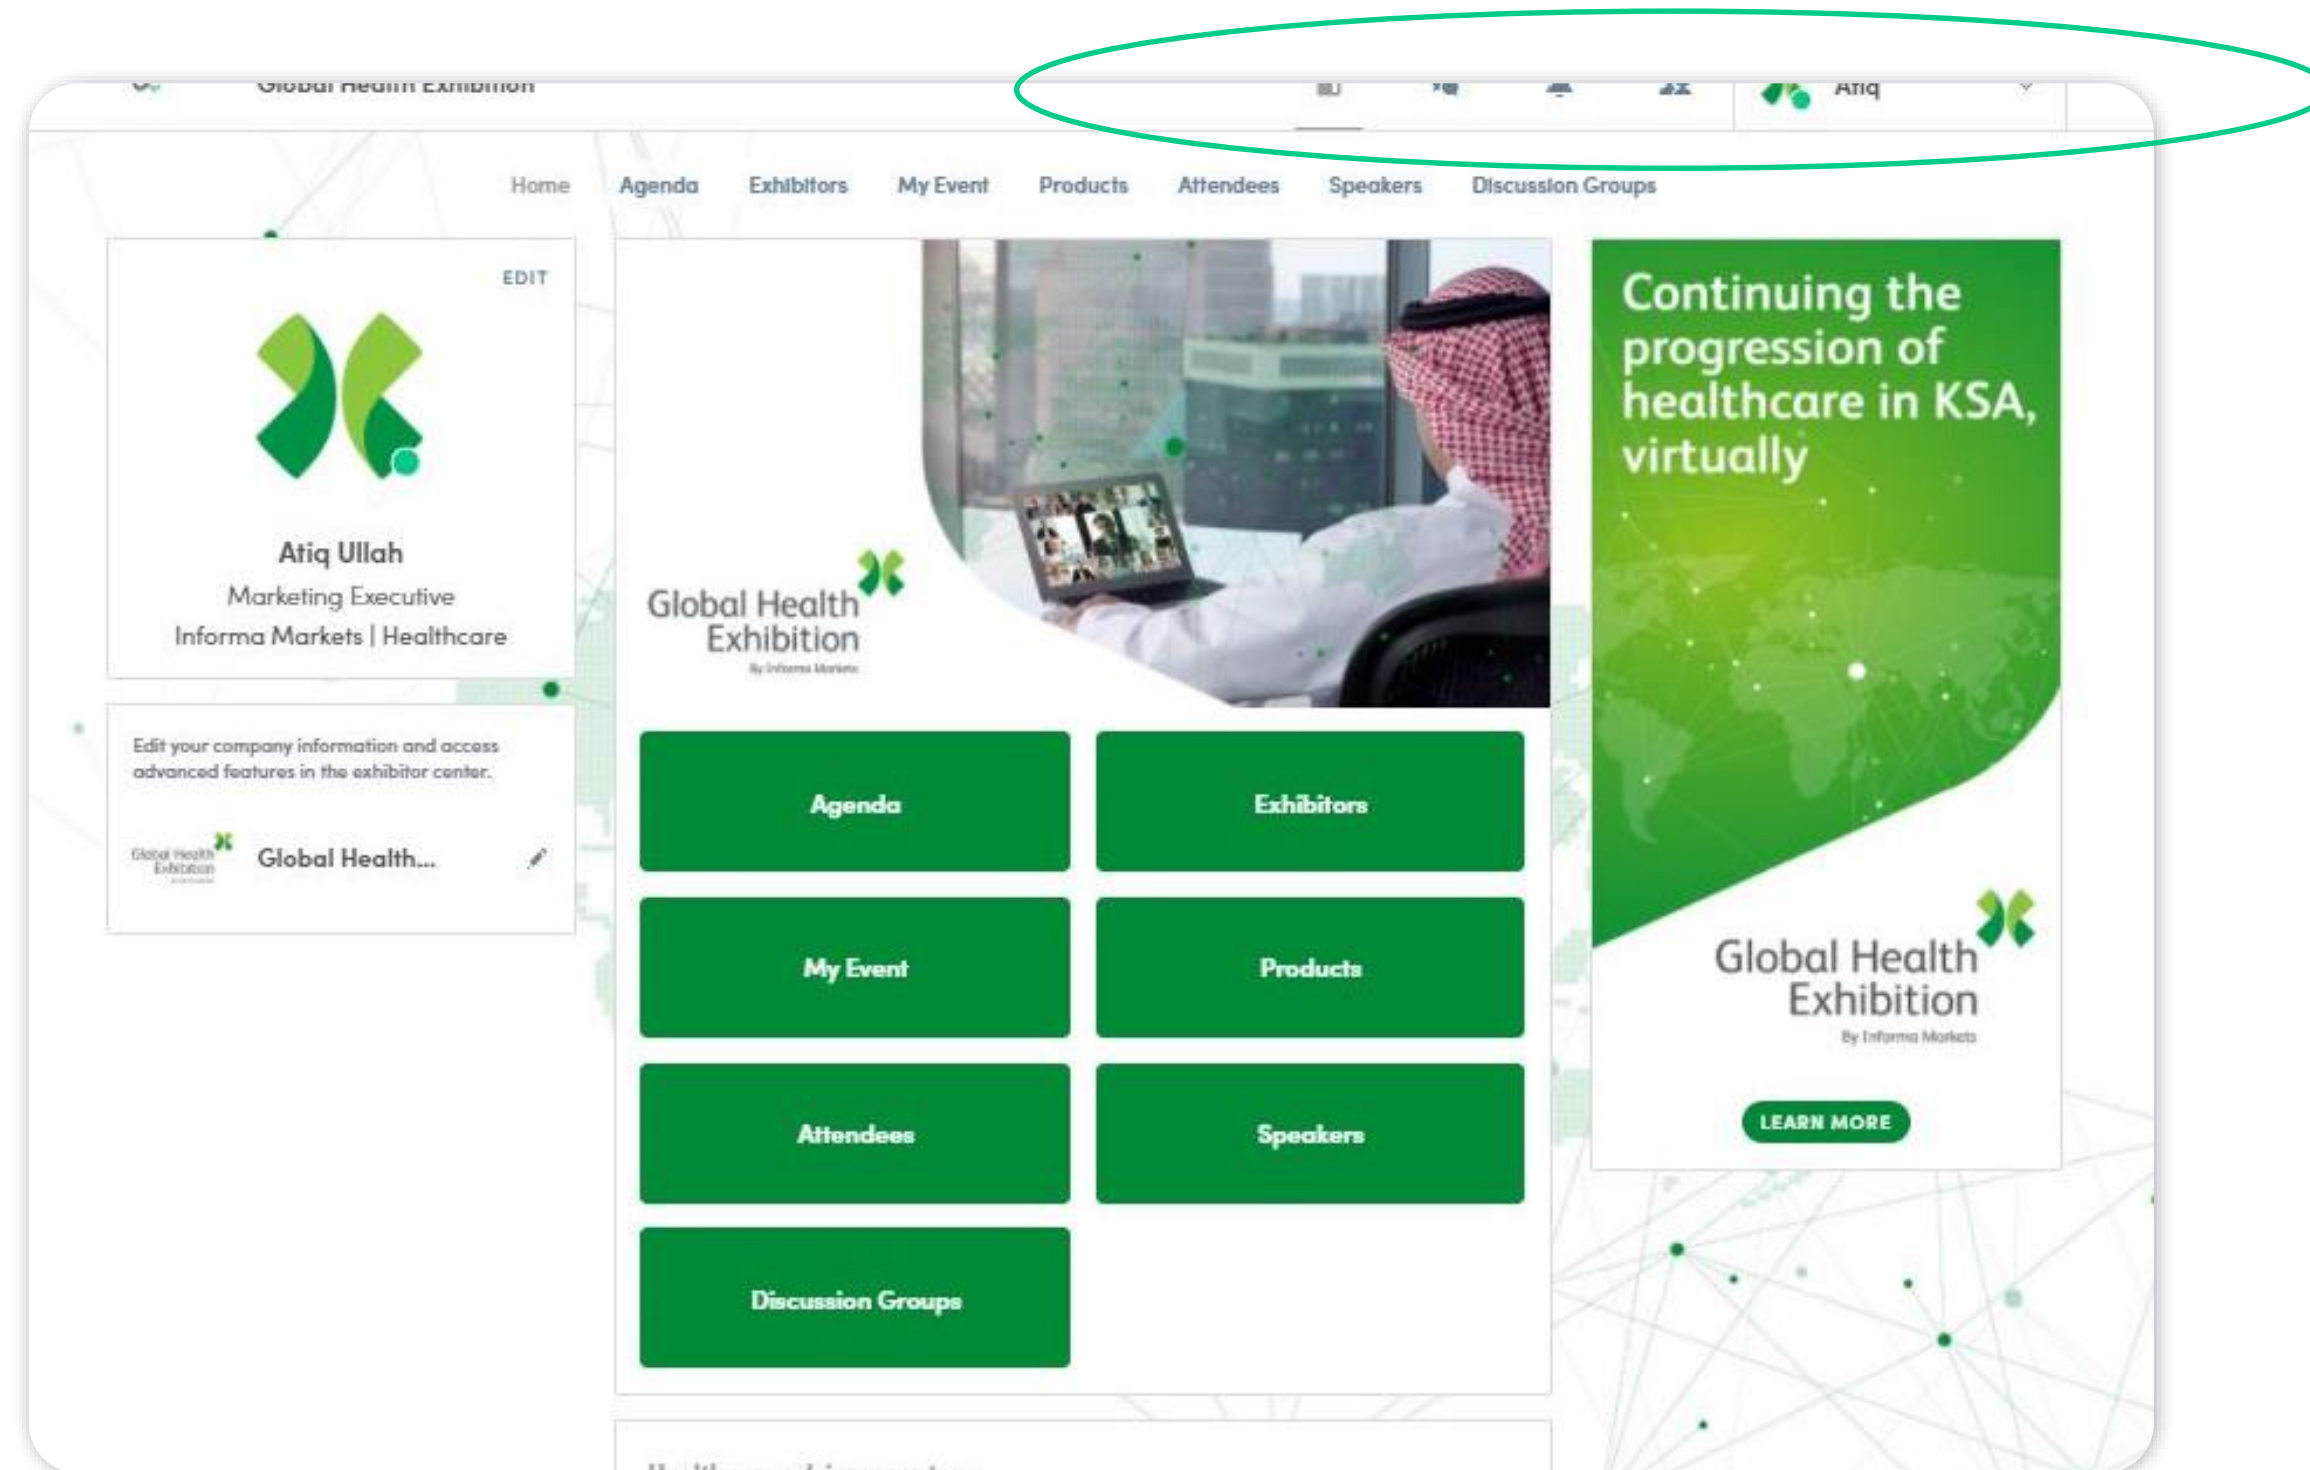 Global Health Exhibition
Atiq
Home Agenda Exhibitors My Event Products Attendees Speakers Discussion Groups
EDIT
Atiq Ullah
Marketing Executive
Informa Markets | Healthcare
Edit your company information and access
advanced features in the exhibitor center.
Global Health
Exhibition
Global Health...
Global Health
Exhibition
By Informa Markets
Agenda
Exhibitors
My Event
Products
Attendees
Speakers
Discussion Groups
Continuing the
progression of
healthcare in KSA,
virtually
Global Health
Exhibition
By Informa Markets
LEARN MORE